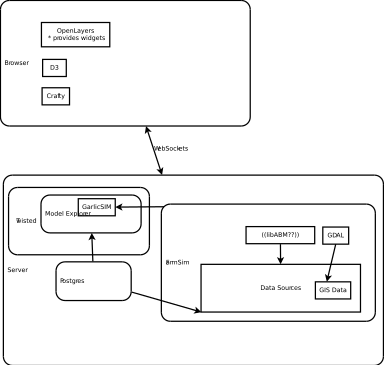 OpenLayers
* provides widgets
Browser
D3
Crafty
WebSockets
GarlicSIM
Model Explorer
Twisted
((libABM??))
GDAL
Server
Postgres
Data Sources
GIS Data